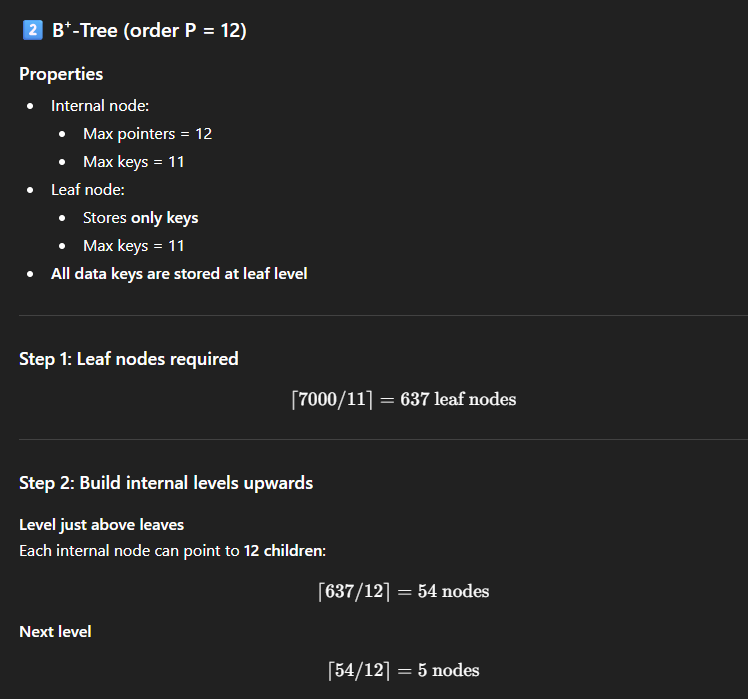 2 B⁺-Tree (order P = 12)
Properties
• Internal node:
• Max pointers = 12
• Max keys = 11
• Leaf node:
• Stores only keys
• Max keys = 11
• All data keys are stored at leaf level
Step 1: Leaf nodes required
⌈7000/11⌉ = 637 leaf nodes
Step 2: Build internal levels upwards
Level just above leaves
Each internal node can point to 12 children:
⌈637/12⌉ = 54 nodes
Next level
⌈54/12⌉ = 5 nodes